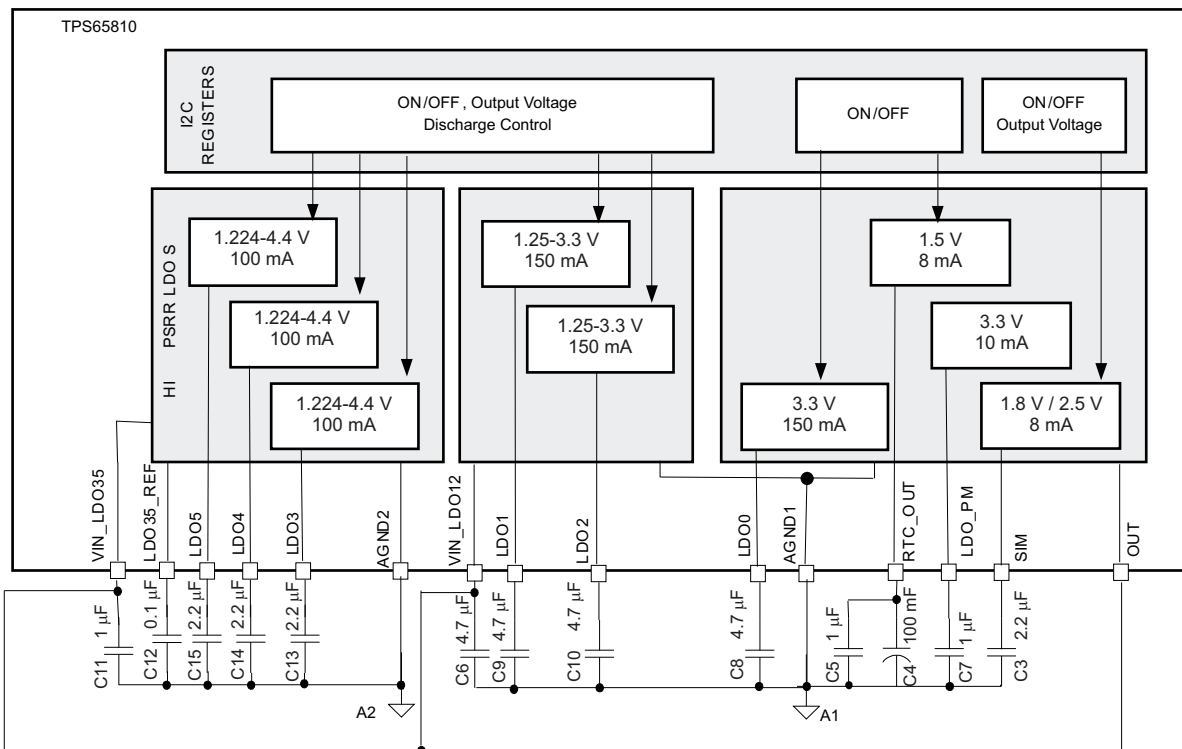 TPS65810
I2C
REGISTERS
ON/OFF , Output Voltage
Discharge Control
ON/OFF
ON/OFF
Output Voltage
HI PSRR LDO S
1.224-4.4 V
100 mA
1.224-4.4 V
100 mA
1.224-4.4 V
100 mA
1.25-3.3 V
150 mA
1.25-3.3 V
150 mA
1.5 V
8 mA
3.3 V
10 mA
3.3 V
150 mA
1.8 V / 2.5 V
8 mA
VIN_LDO35
LDO35_REF
LDO5
LDO4
LDO3
AGND2
VIN_LDO12
LDO1
LDO2
LDO0
AGND1
RTC_OUT
LDO_PM
SIM
OUT
C11 1 μF
C12 0.1 μF
C15 2.2 μF
C14 2.2 μF
C13 2.2 μF
C6 4.7 μF
C9 4.7 μF
C10 4.7 μF
C8 4.7 μF
C5 1 μF
C4 100 mF
C7 1 μF
C3 2.2 μF
A2
A1